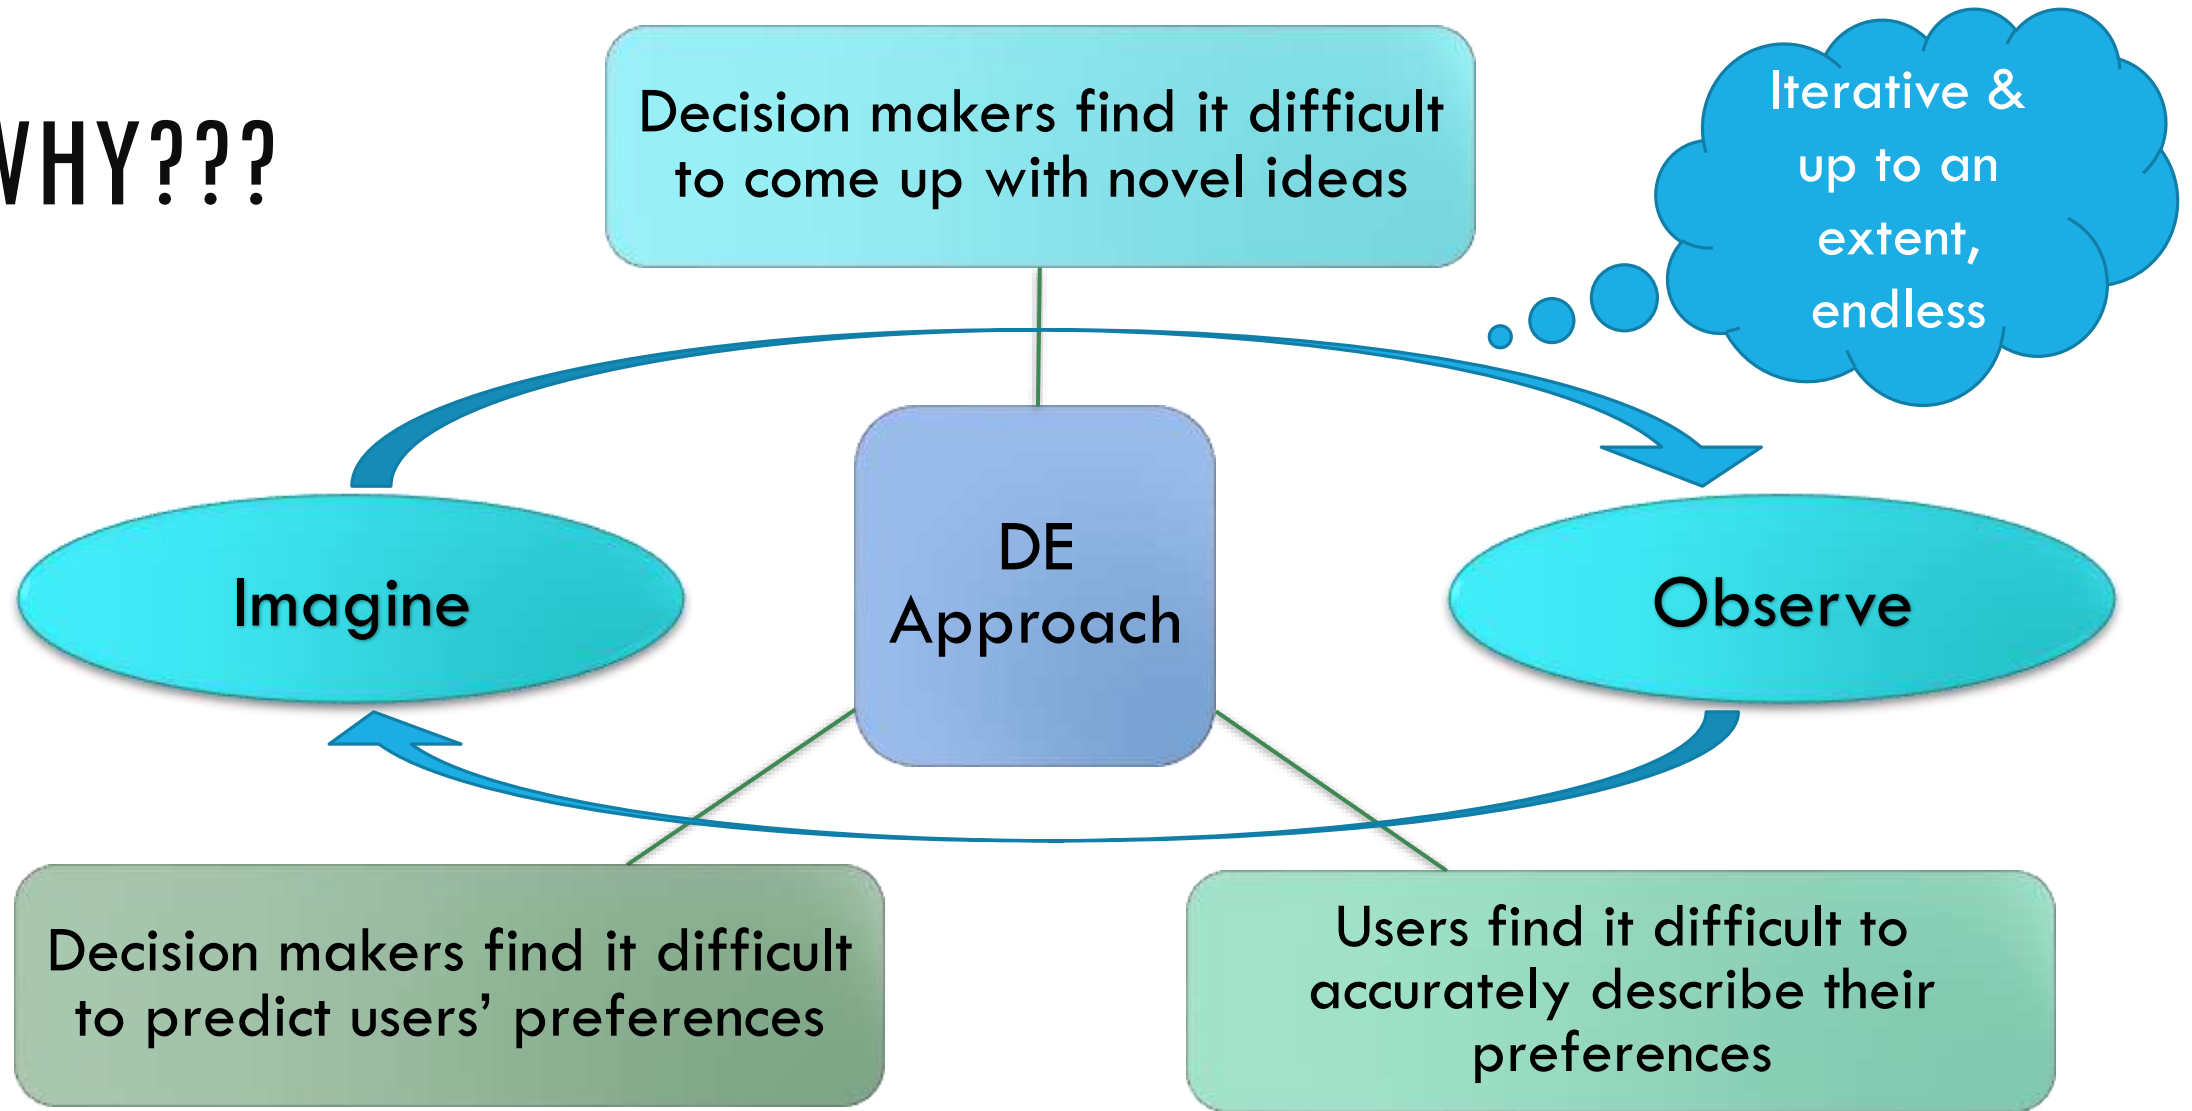 WHY???
Decision makers find it difficult
to come up with novel ideas
Iterative &
up to an
extent,
endless
Imagine
DE
Approach
Observe
Decision makers find it difficult
to predict users’ preferences
Users find it difficult to
accurately describe their
preferences